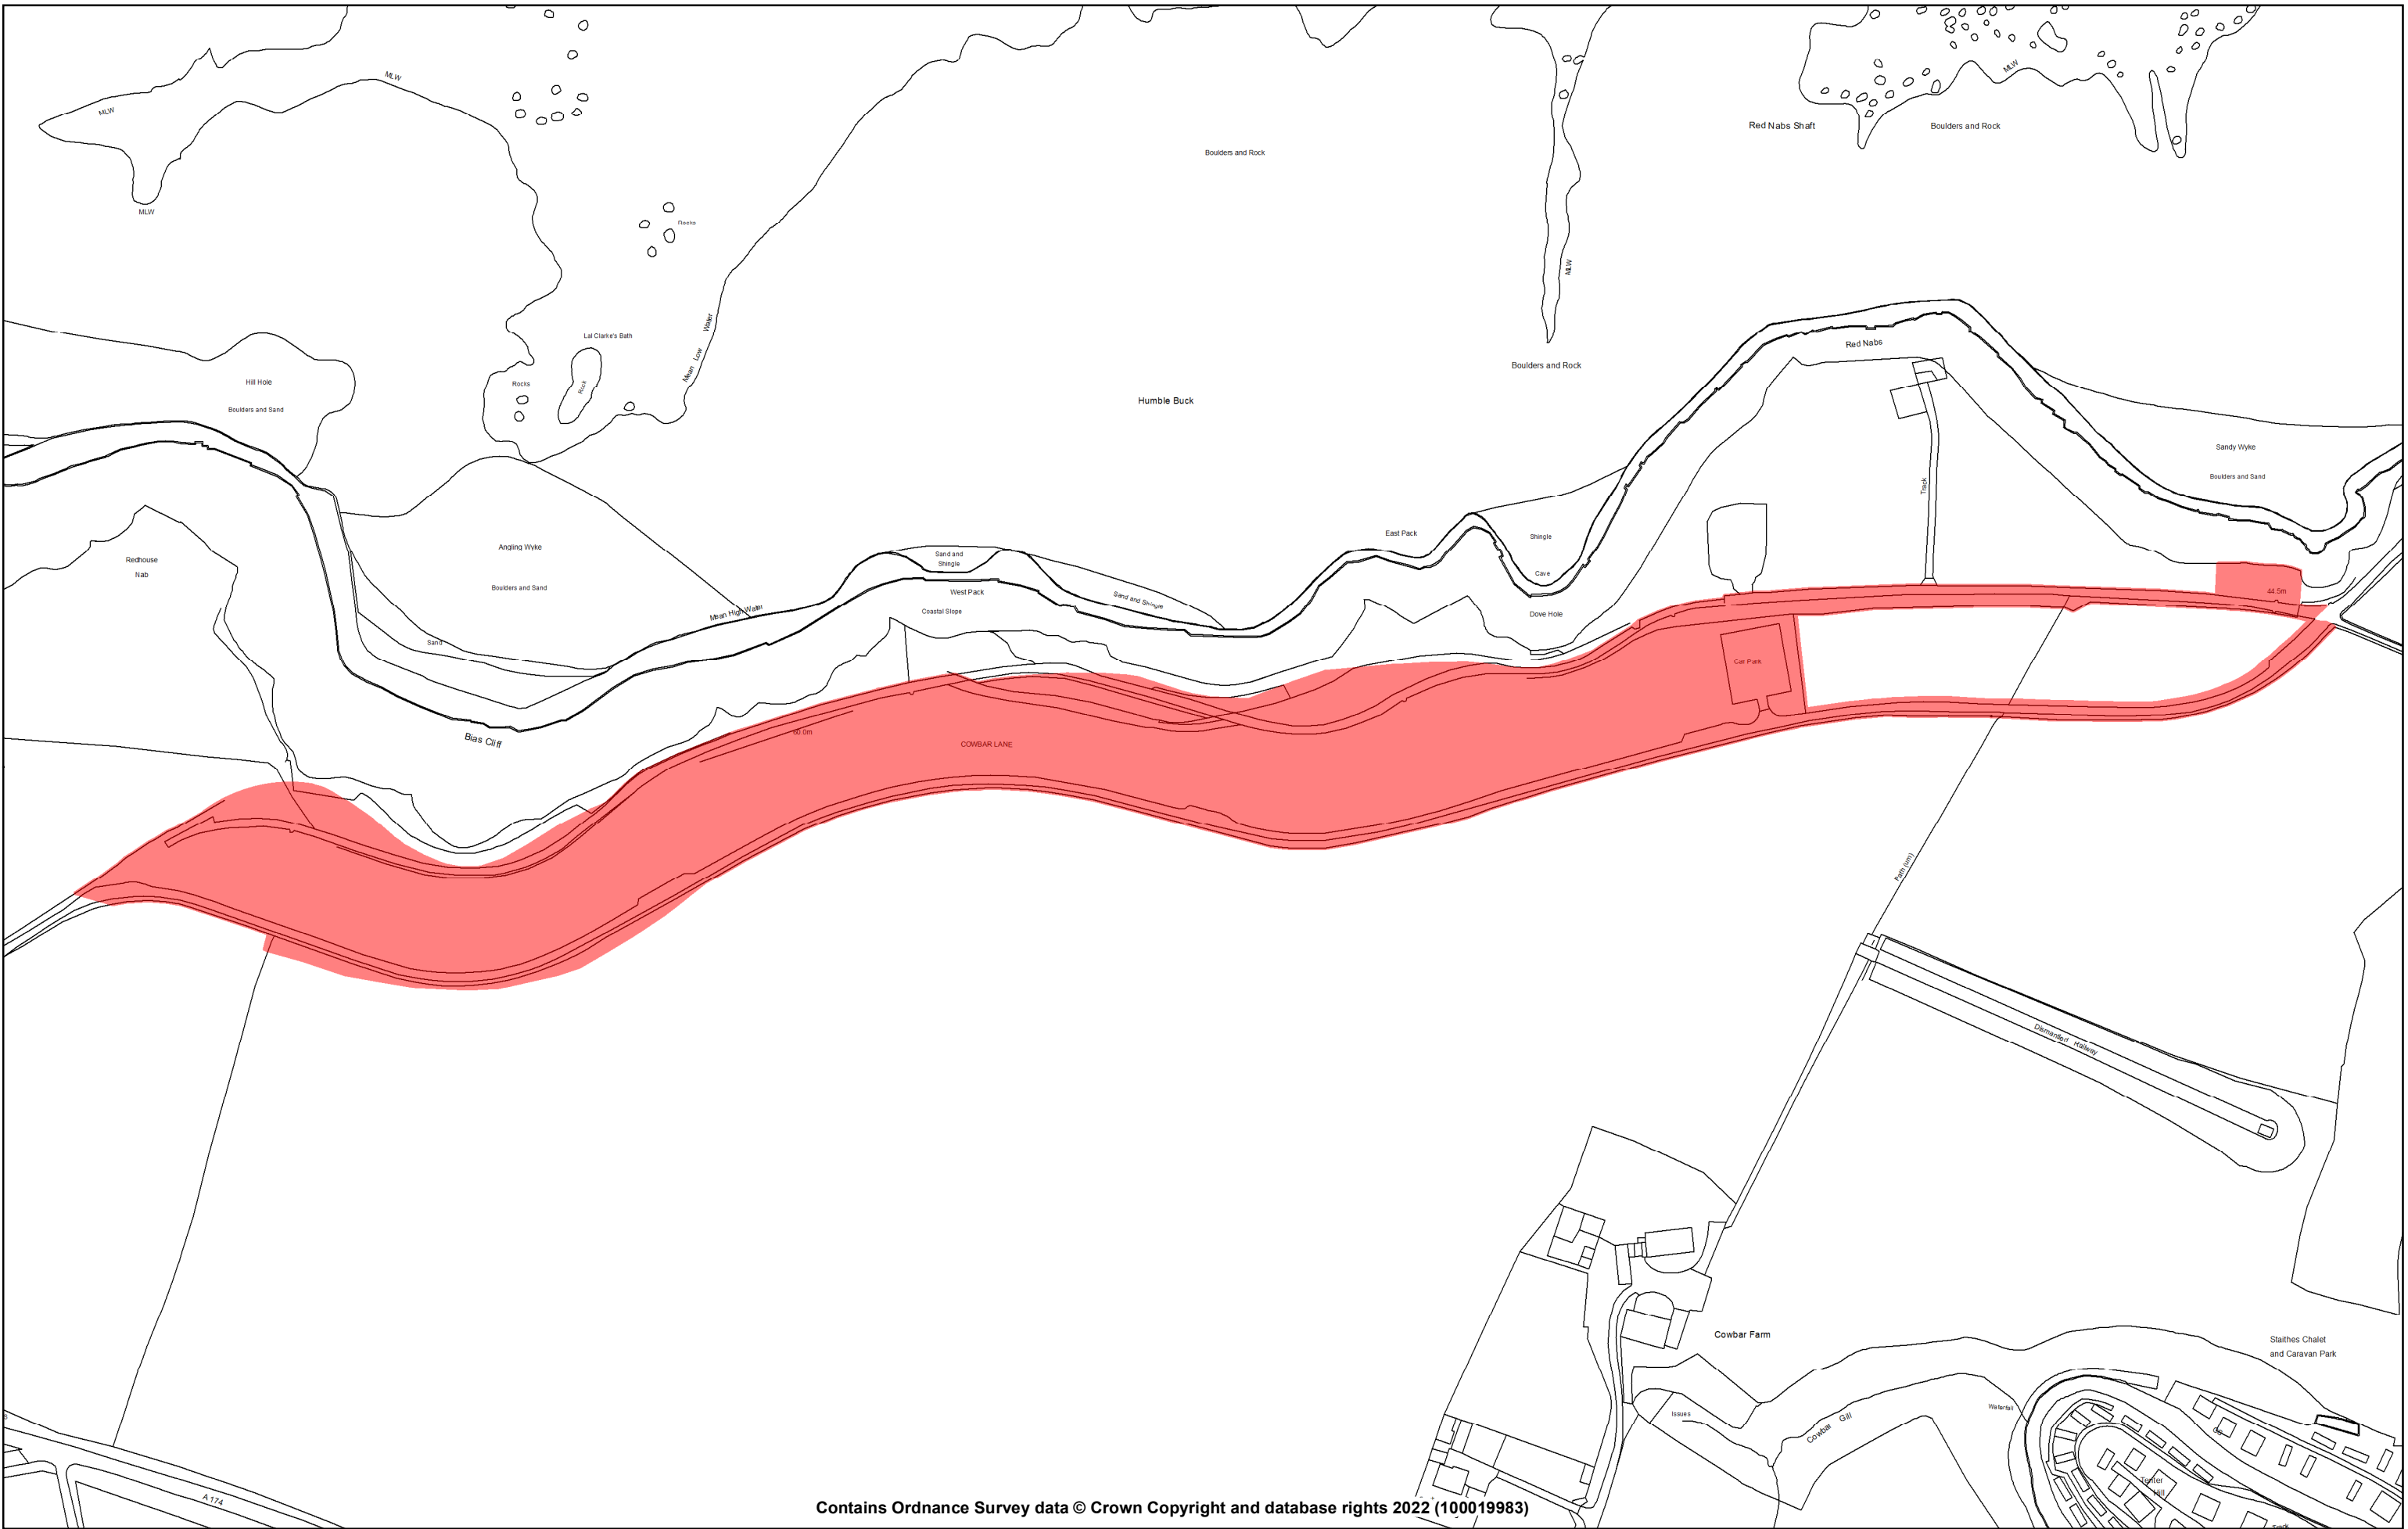 MLW
MLW
MLW
MLW
Red Nabs Shaft
Boulders and Rock
Boulders and Rock
Rocks
MLW
Mean Low Water
Lal Clarke's Bath
Rocks
Rock
Boulders and Rock
Red Nabs
Hill Hole
Boulders and Sand
Humble Buck
Sandy Wyke
Boulders and Sand
Track
East Pack
Shingle
Cave
Redhouse
Nab
Angling Wyke
Boulders and Sand
Sand and
Shingle
West Pack
Coastal Slope
Sand and Shingle
Mean High Water
Dove Hole
44.5m
Sand
Car Park
Bias Cliff
60.0m
COWBAR LANE
Path (um)
Dismantled Railway
Cowbar Farm
Staithes Chalet
and Caravan Park
Issues
Cowbar Gill
Waterfall
Tenter
Hill
Track
A 174
Contains Ordnance Survey data © Crown Copyright and database rights 2022 (100019983)